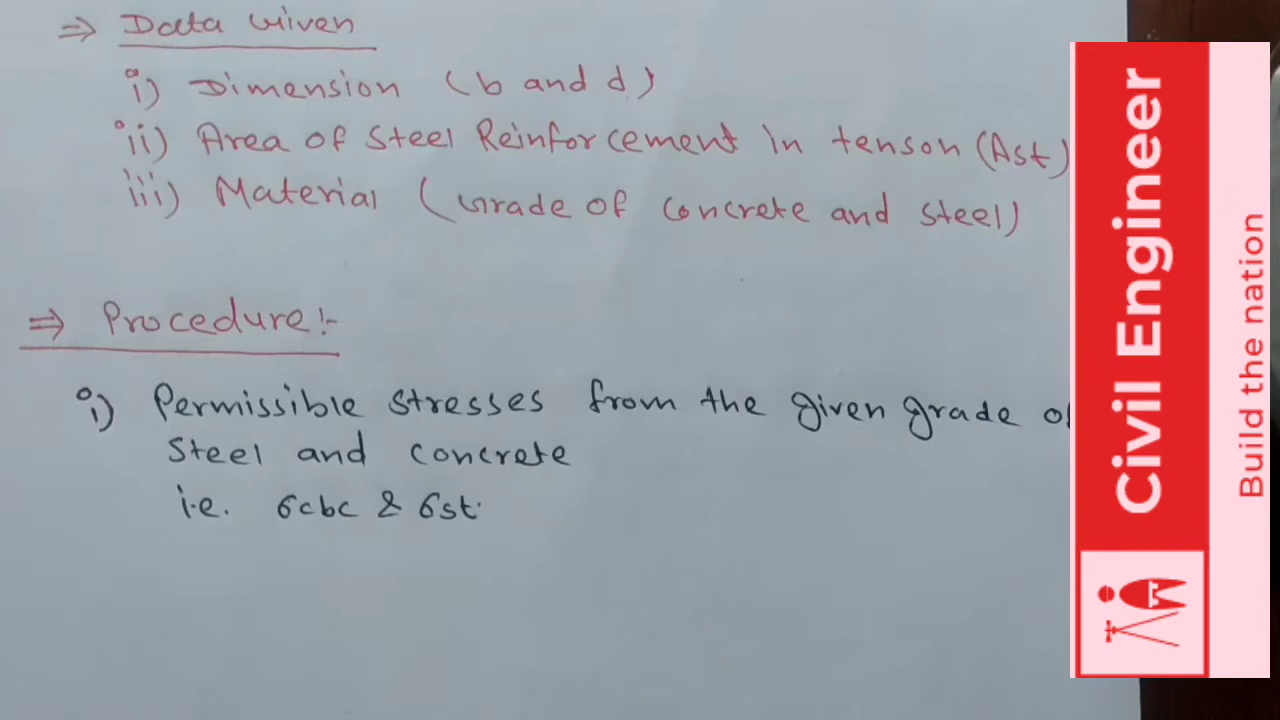 ⇒ Data Given
i) Dimension (b and d)
ii) Area of Steel Reinforcement In tenson (Ast)
iii) Material (Grade of concrete and steel)
⇒ Procedure:-
i) Permissible stresses from the given grade of
Steel and concrete
i.e. σcbc & σst.
Civil Engineer
Build the nation